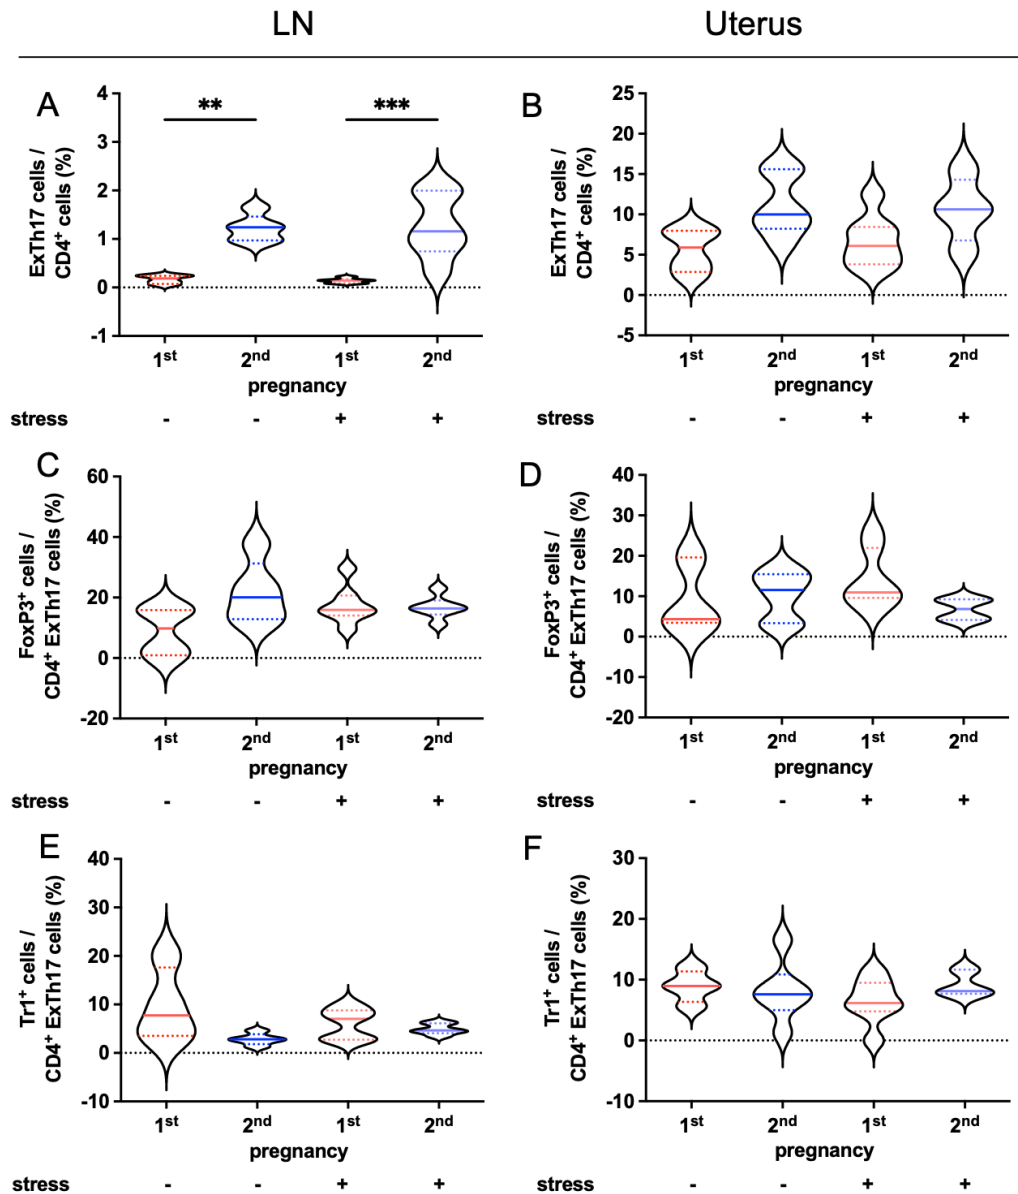 LN Uterus
A
ExTh17 cells /
CD4⁺ cells (%)
4
3
2
1
0
-1
** ***
1st 2nd 1st 2nd
pregnancy
stress - - + +
B
ExTh17 cells /
CD4⁺ cells (%)
25
20
15
10
5
0
-5
1st 2nd 1st 2nd
pregnancy
stress - - + +
C
FoxP3⁺ cells /
CD4⁺ ExTh17 cells (%)
60
40
20
0
-20
1st 2nd 1st 2nd
pregnancy
stress - - + +
D
FoxP3⁺ cells /
CD4⁺ ExTh17 cells (%)
40
30
20
10
0
-10
-20
1st 2nd 1st 2nd
pregnancy
stress - - + +
E
Tr1⁺ cells /
CD4⁺ ExTh17 cells (%)
40
30
20
10
0
-10
1st 2nd 1st 2nd
pregnancy
stress - - + +
F
Tr1⁺ cells /
CD4⁺ ExTh17 cells (%)
30
20
10
0
-10
1st 2nd 1st 2nd
pregnancy
stress - - + +